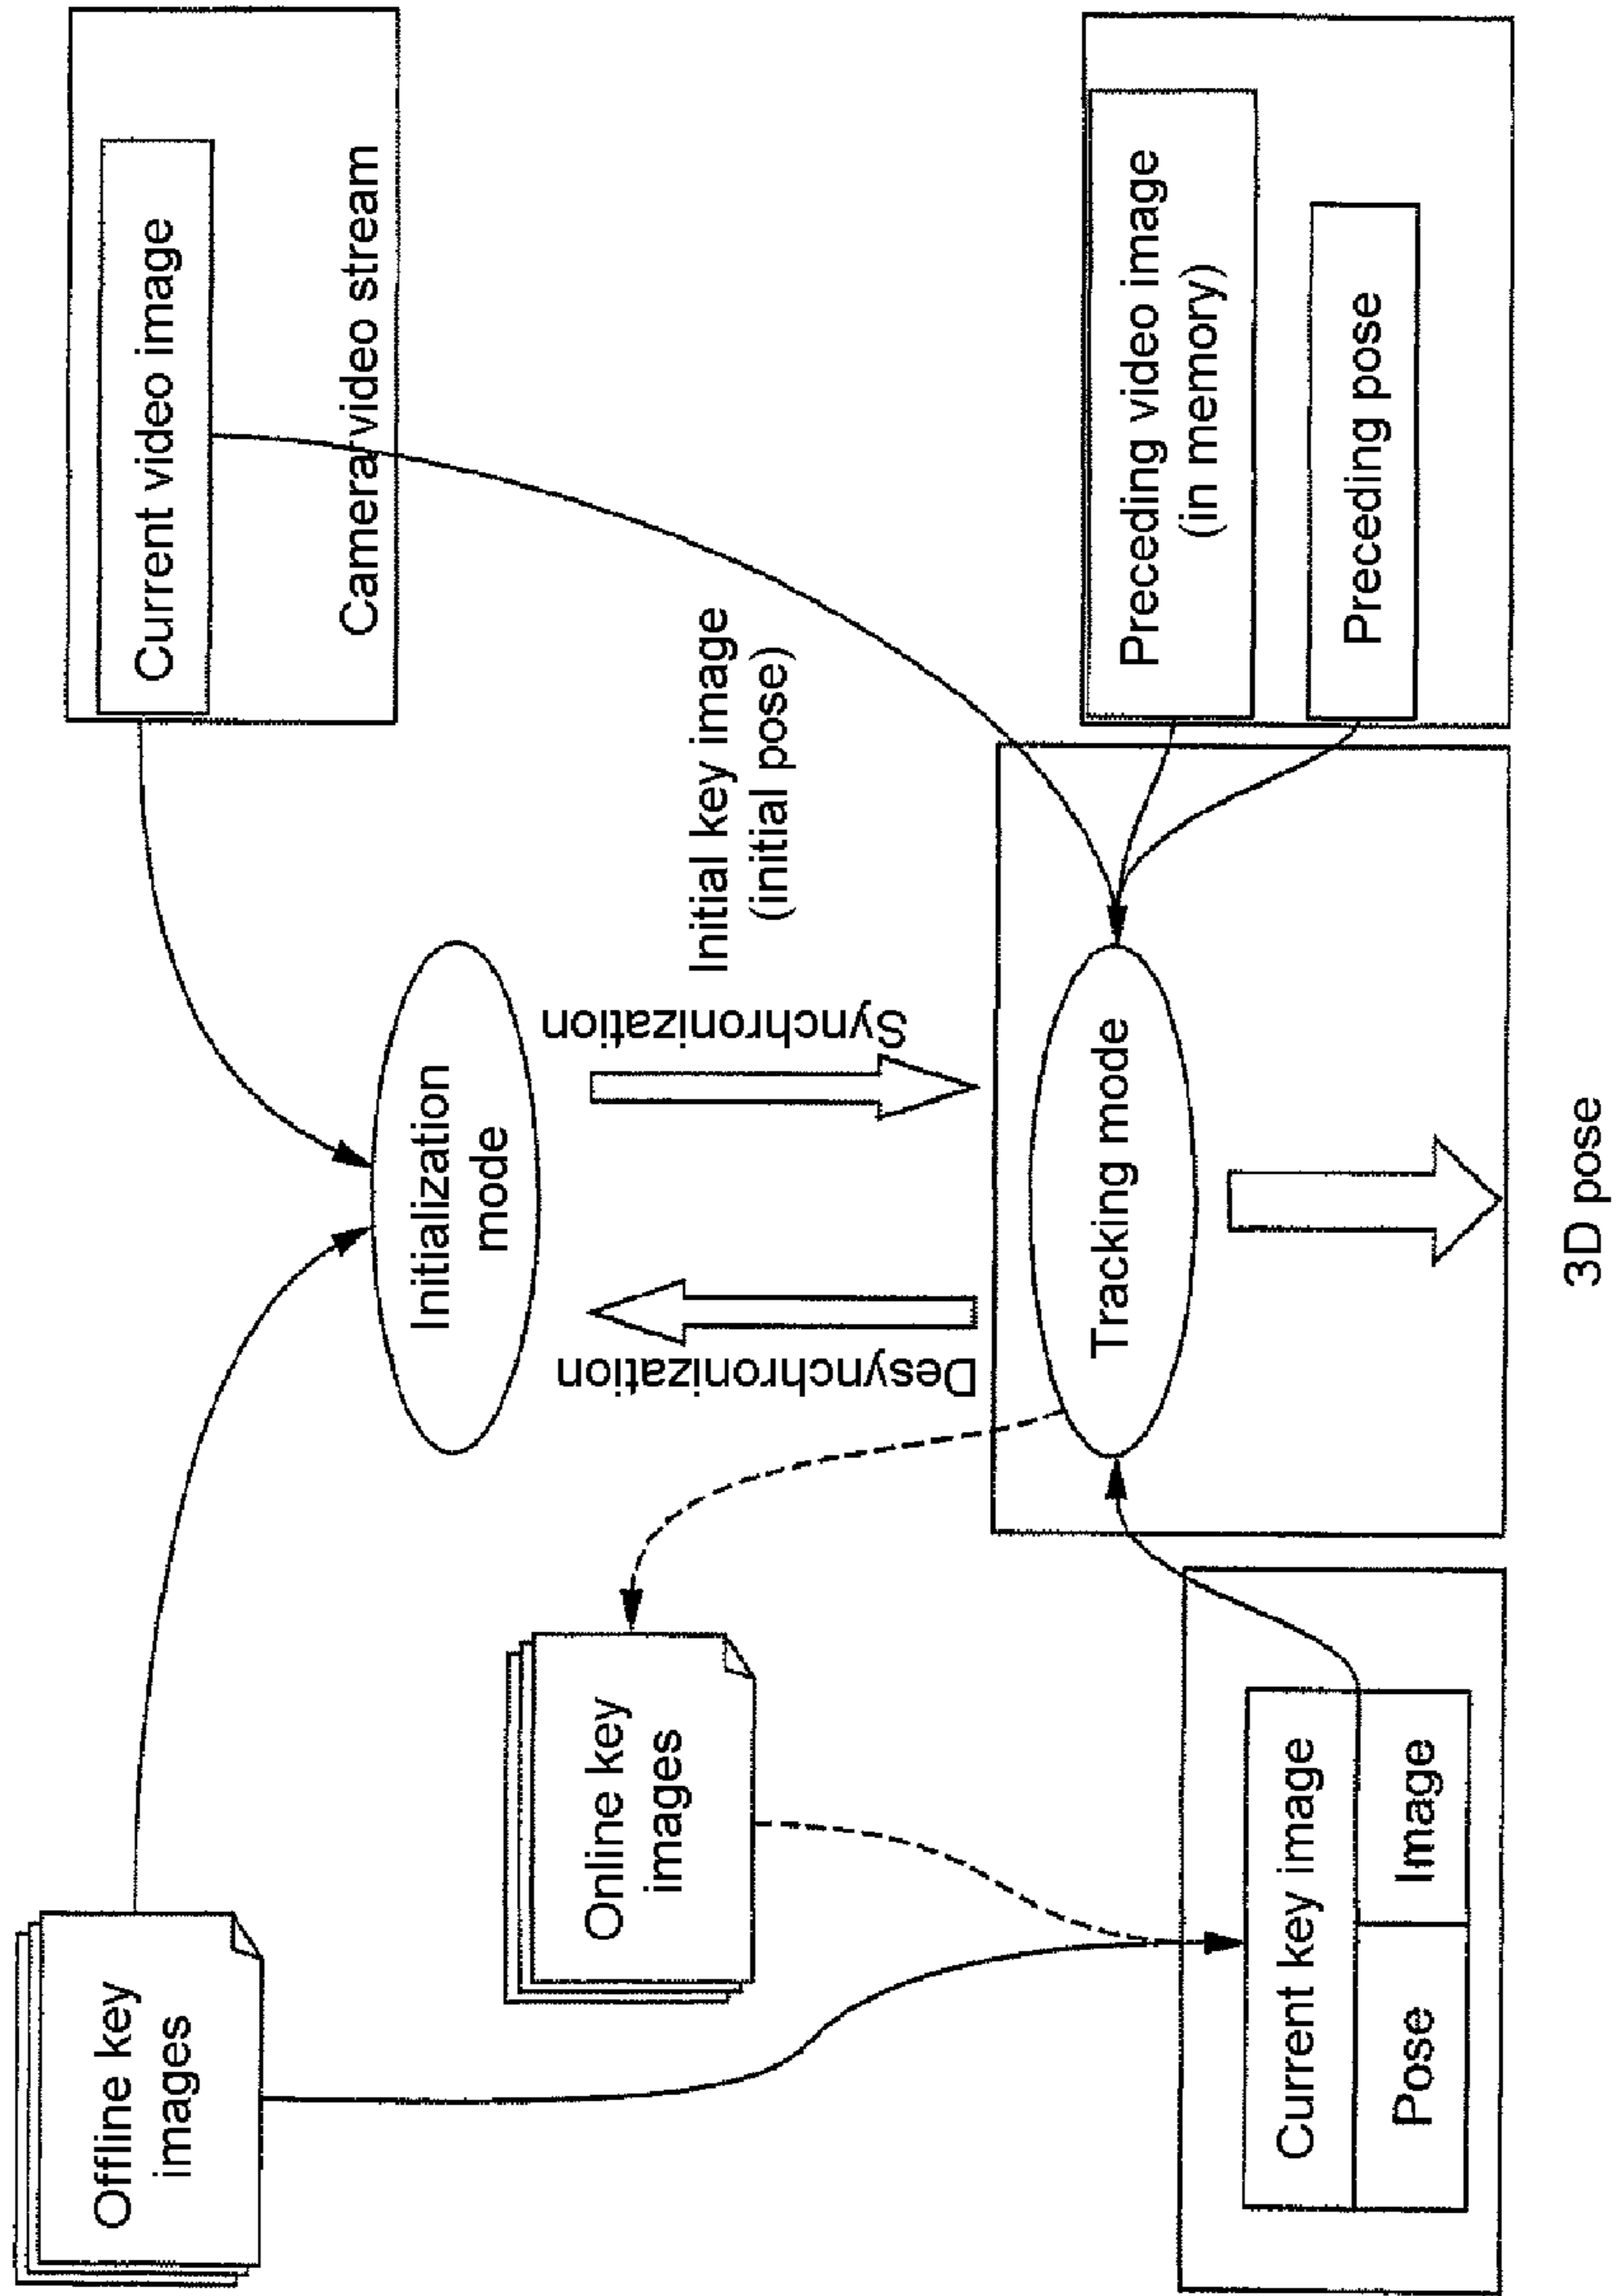 Offline key
images
Current video image
Camera video stream
Initialization
mode
Online key
images
Desynchronization
Synchronization
Initial key image
(initial pose)
Current key image
Pose
Image
Tracking mode
Preceding video image
(in memory)
Preceding pose
3D pose